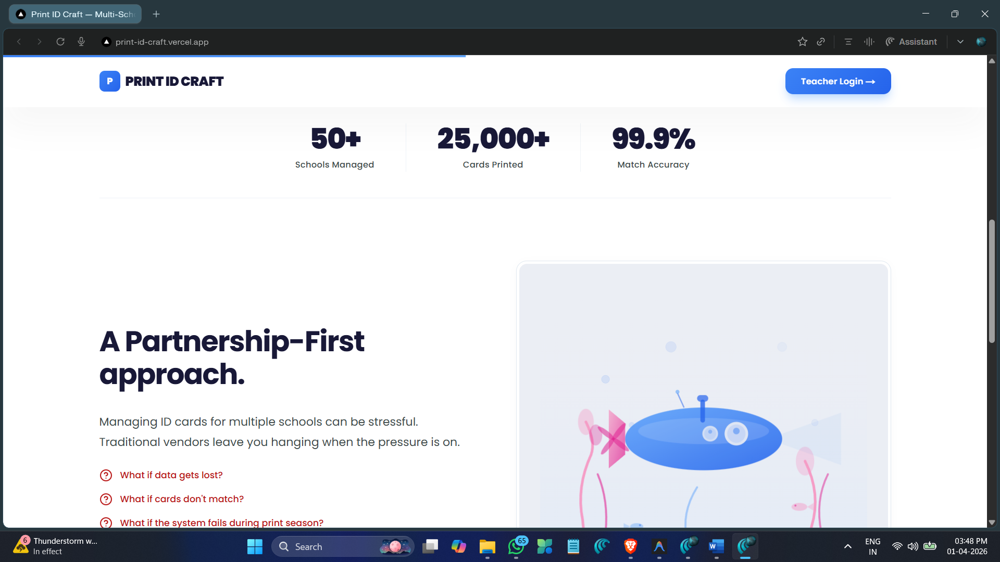 Print ID Craft — Multi-Sch
print-id-craft.vercel.app
Assistant
P
PRINT ID CRAFT
Teacher Login →
50+
25,000+
99.9%
Schools Managed
Cards Printed
Match Accuracy
A Partnership-First
approach.
Managing ID cards for multiple schools can be stressful.
Traditional vendors leave you hanging when the pressure is on.
What if data gets lost?
What if cards don't match?
What if the system fails during print season?
6
Thunderstorm w...
In effect
Search
65
W
ENG
IN
03:48 PM
01-04-2026